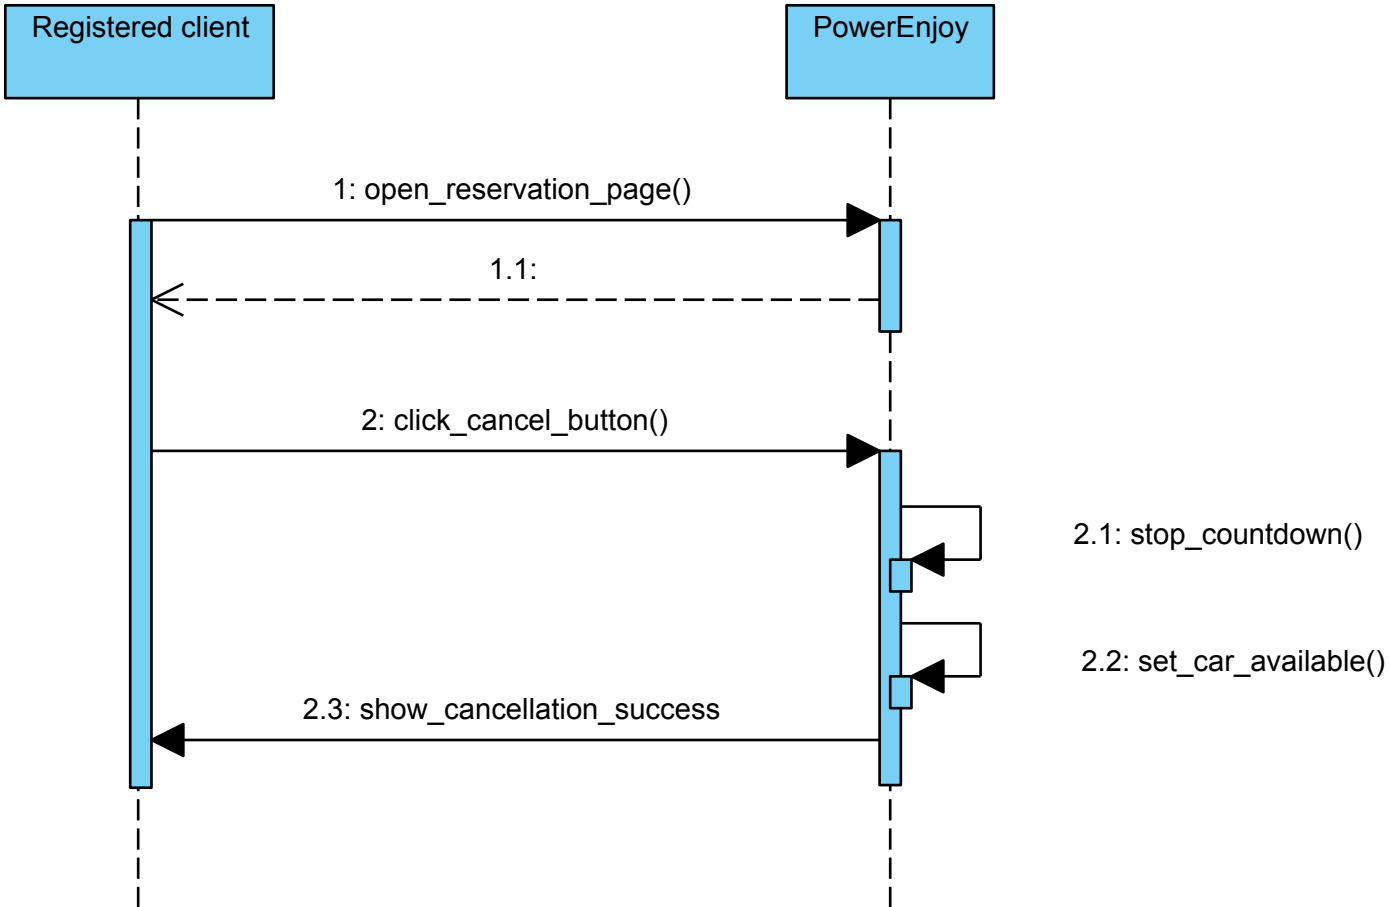 Registered client
PowerEnjoy
1: open_reservation_page()
1.1:
2: click_cancel_button()
2.1: stop_countdown()
2.2: set_car_available()
2.3: show_cancellation_success